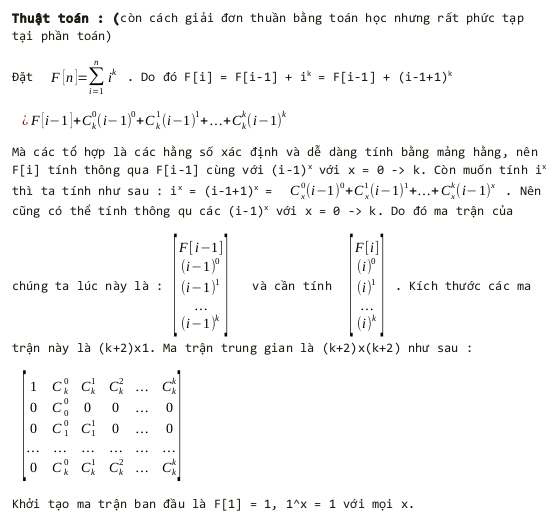 Thuật toán : (còn cách giải đơn thuần bằng toán học nhưng rất phức tạp
tại phần toán)
Đặt F[n]=∑ⁿᵢ₌₁ iᵏ . Do đó F[i] = F[i-1] + iᵏ = F[i-1] + (i-1+1)ᵏ
¿ F[i−1]+C_k^0(i−1)^0+C_k^1(i−1)^1+…+C_k^k(i−1)^k
Mà các tổ hợp là các hằng số xác định và dễ dàng tính bằng mảng hằng, nên
F[i] tính thông qua F[i-1] cùng với (i-1)ˣ với x = 0 -> k. Còn muốn tính iˣ
thì ta tính như sau : iˣ = (i-1+1)ˣ = C_x^0(i−1)^0+C_x^1(i−1)^1+…+C_k^x(i−1)^x . Nên
cũng có thể tính thông qu các (i-1)ˣ với x = 0 -> k. Do đó ma trận của
chúng ta lúc này là : [F[i−1] (i−1)^0 (i−1)^1 … (i−1)^k] và cần tính [F[i] (i)^0 (i)^1 … (i)^k] . Kích thước các ma
trận này là (k+2)x1. Ma trận trung gian là (k+2)x(k+2) như sau :
1 C_k^0 C_k^1 C_k^2 … C_k^k
0 C_0^0 0 0 … 0
0 C_1^0 C_1^1 0 … 0
… … … … … …
0 C_k^0 C_k^1 C_k^2 … C_k^k
Khởi tạo ma trận ban đầu là F[1] = 1, 1^x = 1 với mọi x.